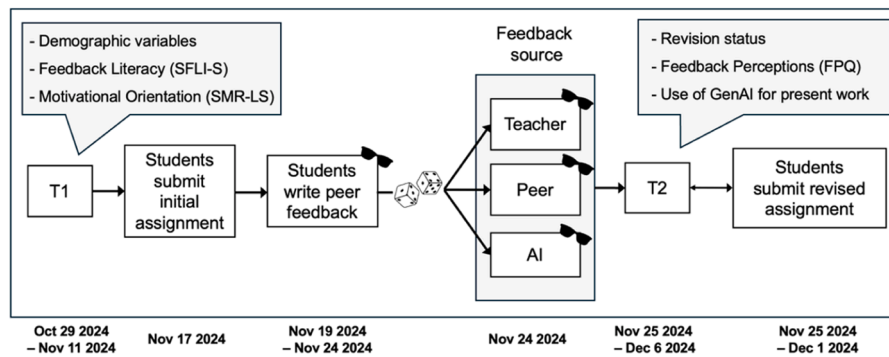 - Demographic variables
- Feedback Literacy (SFLI-S)
- Motivational Orientation (SMR-LS)
Feedback
source
- Revision status
- Feedback Perceptions (FPQ)
- Use of GenAI for present work
T1
Students
submit
initial
assignment
Students
write peer
feedback
Teacher
Peer
AI
T2
Students
submit revised
assignment
Oct 29 2024
– Nov 11 2024
Nov 17 2024
Nov 19 2024
– Nov 24 2024
Nov 24 2024
Nov 25 2024
– Dec 6 2024
Nov 25 2024
– Dec 1 2024